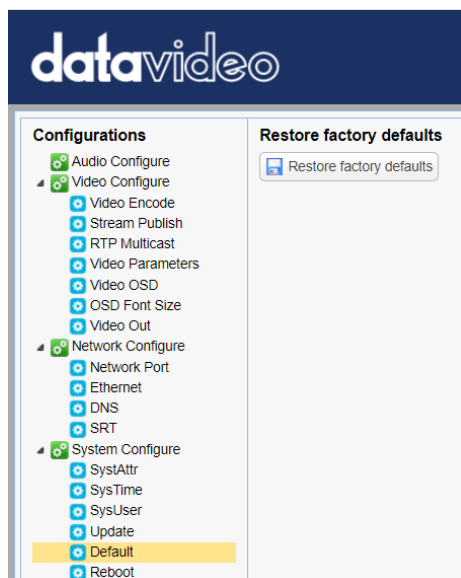 datavideo
Configurations
Audio Configure
Video Configure
Video Encode
Stream Publish
RTP Multicast
Video Parameters
Video OSD
OSD Font Size
Video Out
Network Configure
Network Port
Ethernet
DNS
SRT
System Configure
SystAttr
SysTime
SysUser
Update
Default
Reboot
Restore factory defaults
Restore factory defaults